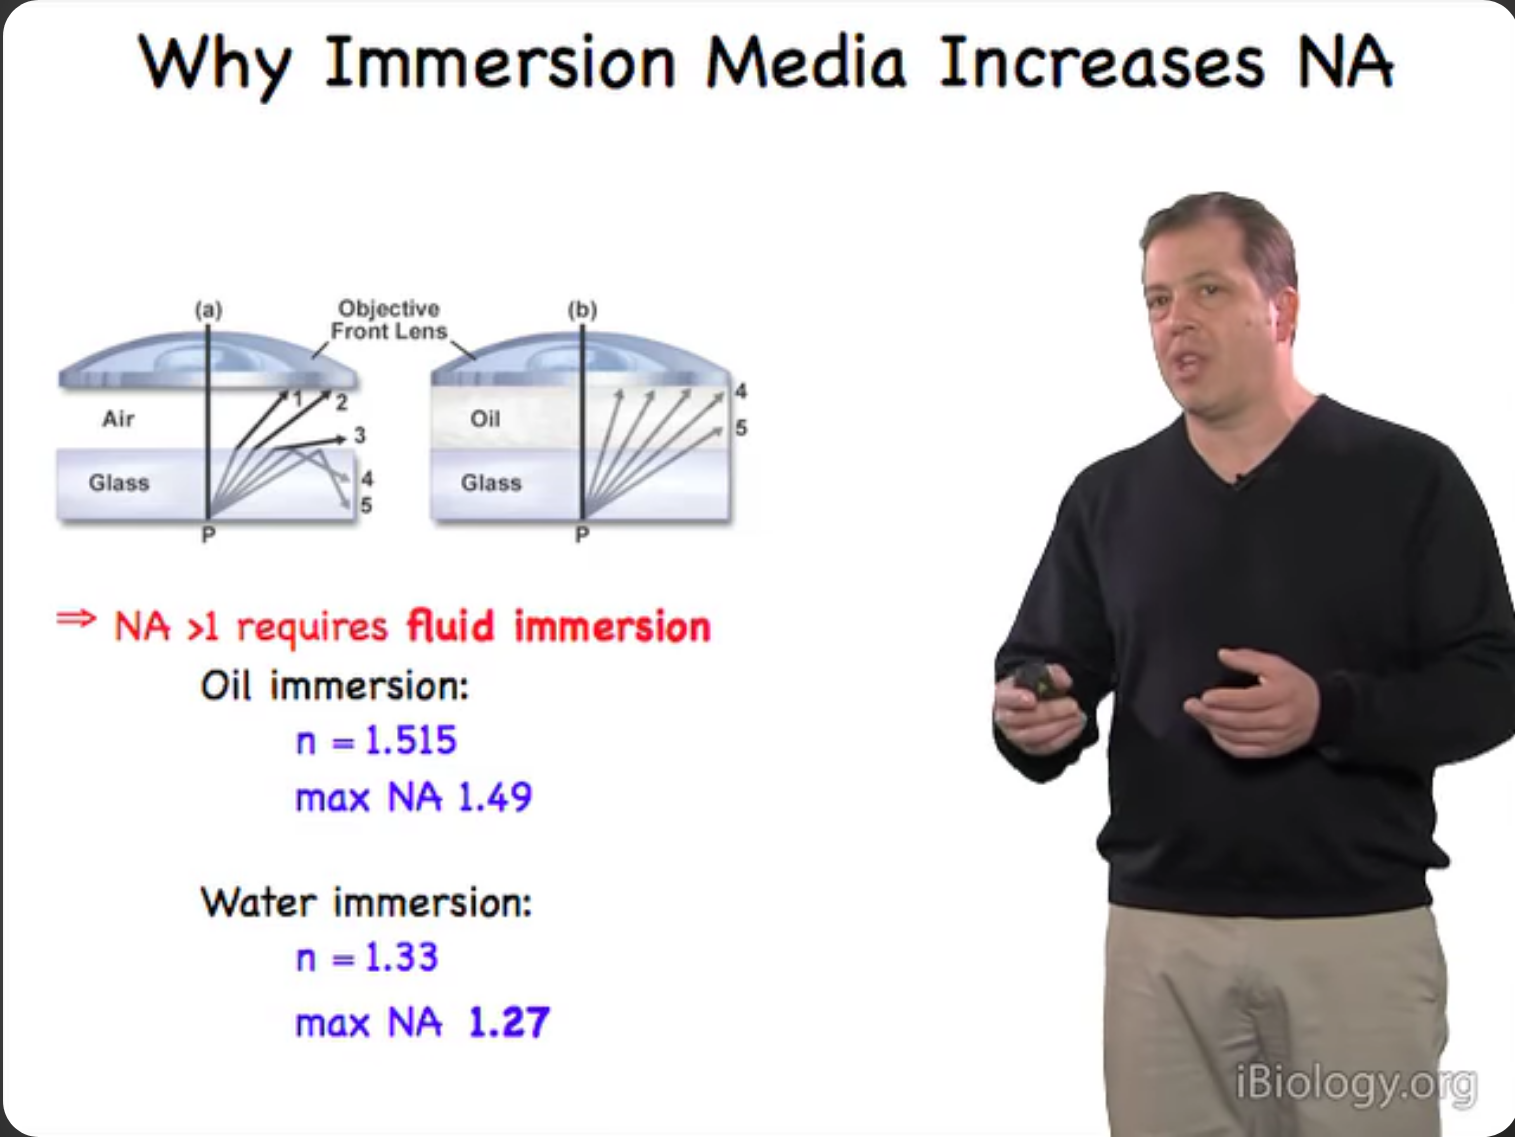 Why Immersion Media Increases NA
(a)
Objective
Front Lens
(b)
1
2
Air
3
Glass
4
5
P
Oil
4
5
Glass
P
⇒ NA >1 requires fluid immersion
Oil immersion:
n = 1.515
max NA 1.49
Water immersion:
n = 1.33
max NA 1.27
iBiology.org